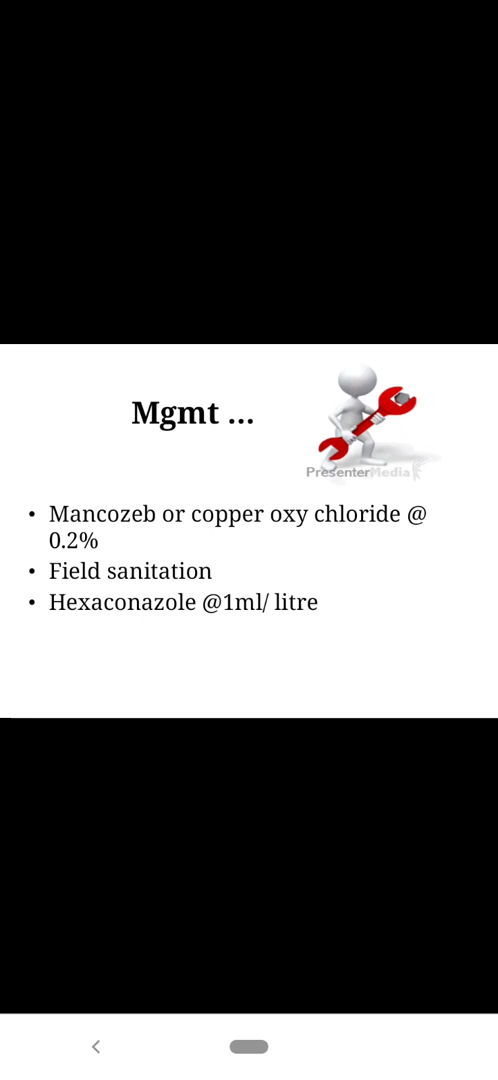 Mgmt ...
PresenterMedia
• Mancozeb or copper oxy chloride @
0.2%
• Field sanitation
• Hexaconazole @1ml/ litre